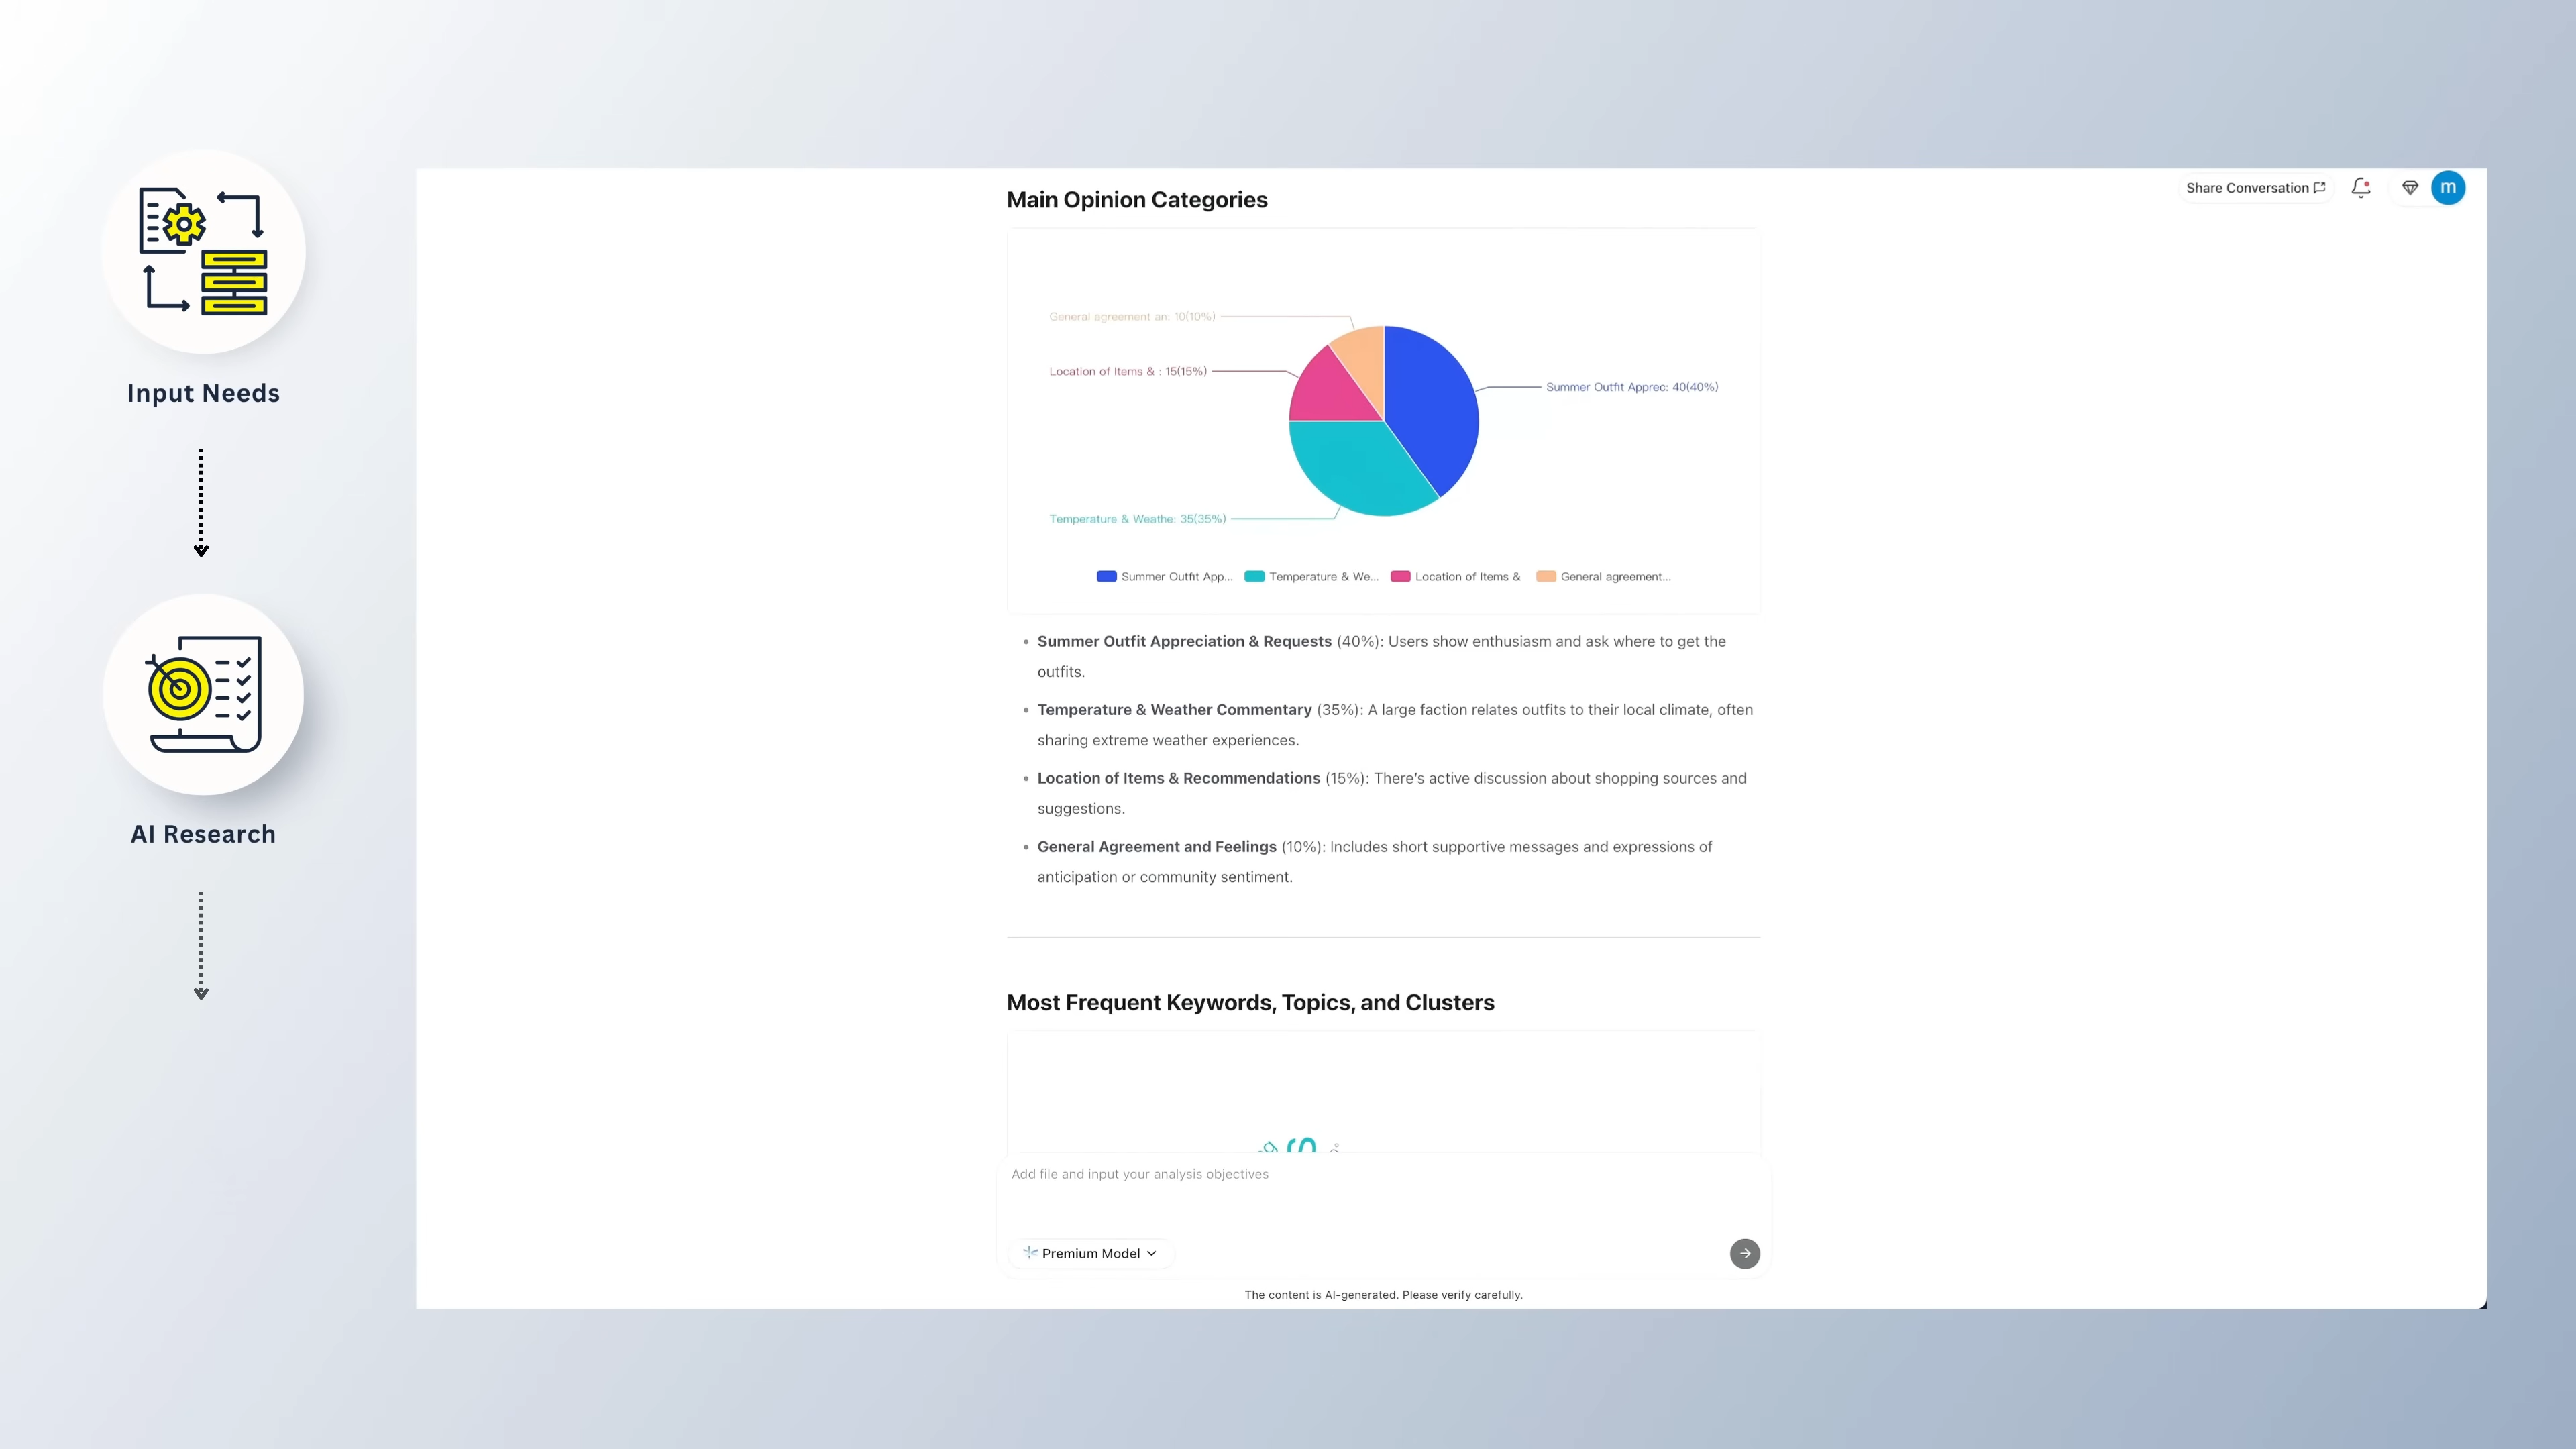 Input Needs
AI Research
Share Conversation
m
Main Opinion Categories
General agreement an: 10(10%)
Location of Items & : 15(15%)
Summer Outfit Apprec: 40(40%)
Temperature & Weathe: 35(35%)
Summer Outfit App...
Temperature & We...
Location of Items &
General agreement...
• Summer Outfit Appreciation & Requests (40%): Users show enthusiasm and ask where to get the
outfits.
• Temperature & Weather Commentary (35%): A large faction relates outfits to their local climate, often
sharing extreme weather experiences.
• Location of Items & Recommendations (15%): There’s active discussion about shopping sources and
suggestions.
• General Agreement and Feelings (10%): Includes short supportive messages and expressions of
anticipation or community sentiment.
Most Frequent Keywords, Topics, and Clusters
Add file and input your analysis objectives
Premium Model
The content is AI-generated. Please verify carefully.